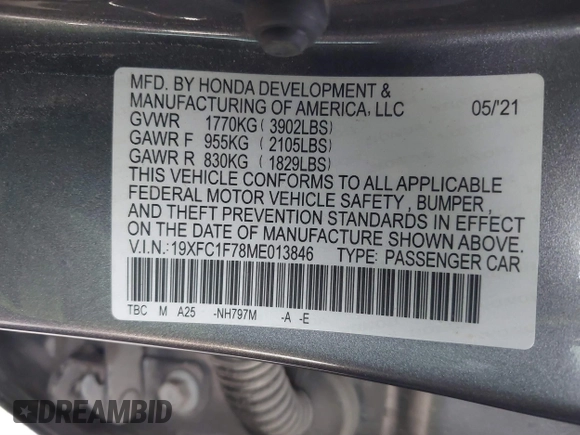 MFD. BY HONDA DEVELOPMENT &
MANUFACTURING OF AMERICA, LLC 05/'21
GVWR 1770KG ( 3902LBS)
GAWR F 955KG ( 2105LBS)
GAWR R 830KG ( 1829LBS)
THIS VEHICLE CONFORMS TO ALL APPLICABLE
FEDERAL MOTOR VEHICLE SAFETY , BUMPER ,
AND THEFT PREVENTION STANDARDS IN EFFECT
ON THE DATE OF MANUFACTURE SHOWN ABOVE.
V.I.N.:19XFC1F78ME013846 TYPE: PASSENGER CAR
TBC M A25 -NH797M -A -E
DREAMBID